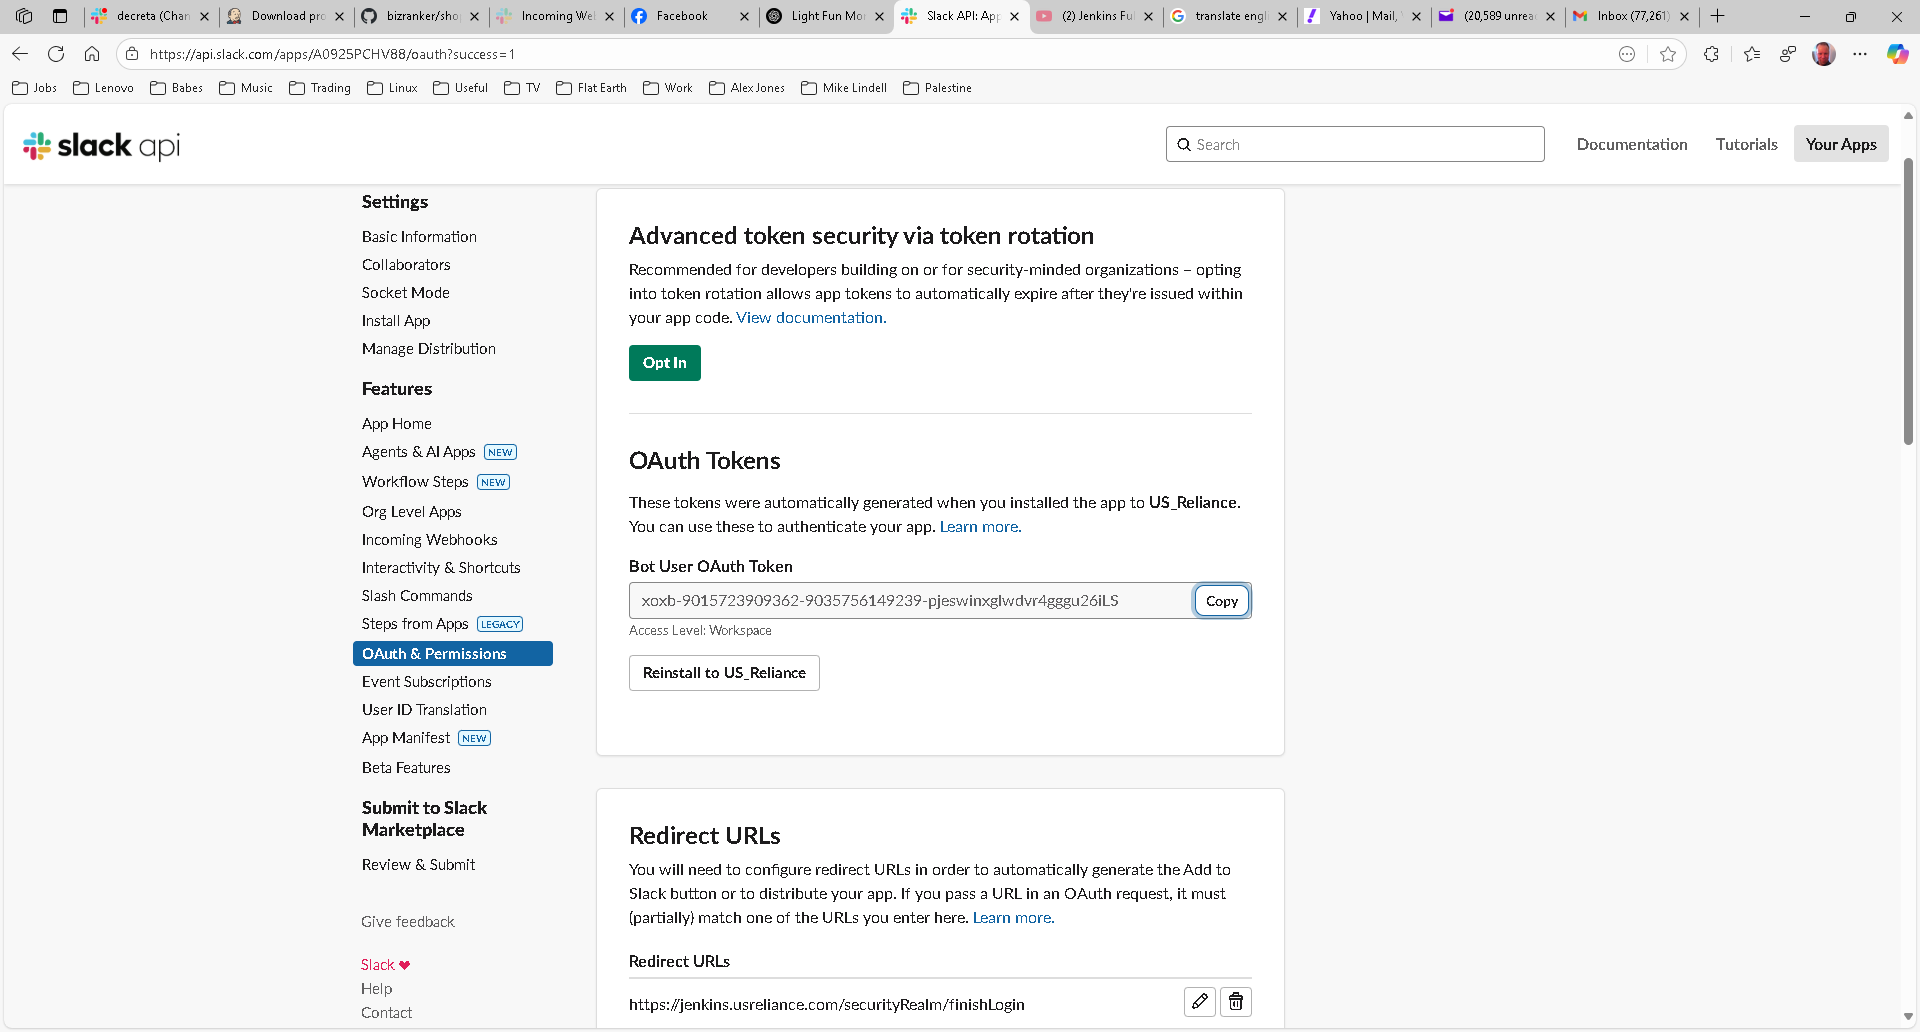 decreta (Chan
Download pro
bizranker/sho
Incoming We
Facebook
Light Fun Mor
Slack API: App
(2) Jenkins Ful
translate engli
Yahoo | Mail,
(20,589 unrea
Inbox (77,261)
https://api.slack.com/apps/A0925PCHV88/oauth?success=1
Jobs
Lenovo
Babes
Music
Trading
Linux
Useful
TV
Flat Earth
Work
Alex Jones
Mike Lindell
Palestine
slack api
Search
Documentation
Tutorials
Your Apps
Settings
Basic Information
Collaborators
Socket Mode
Install App
Manage Distribution
Features
App Home
Agents & AI Apps NEW
Workflow Steps NEW
Org Level Apps
Incoming Webhooks
Interactivity & Shortcuts
Slash Commands
Steps from Apps LEGACY
OAuth & Permissions
Event Subscriptions
User ID Translation
App Manifest NEW
Beta Features
Submit to Slack
Marketplace
Review & Submit
Give feedback
Slack ❤
Help
Contact
Advanced token security via token rotation
Recommended for developers building on or for security-minded organizations – opting
into token rotation allows app tokens to automatically expire after they're issued within
your app code. View documentation.
Opt In
OAuth Tokens
These tokens were automatically generated when you installed the app to US_Reliance.
You can use these to authenticate your app. Learn more.
Bot User OAuth Token
xoxb-9015723909362-9035756149239-pjeswinxglwdvr4gggu26iLS
Copy
Access Level: Workspace
Reinstall to US_Reliance
Redirect URLs
You will need to configure redirect URLs in order to automatically generate the Add to
Slack button or to distribute your app. If you pass a URL in an OAuth request, it must
(partially) match one of the URLs you enter here. Learn more.
Redirect URLs
https://jenkins.usreliance.com/securityRealm/finishLogin